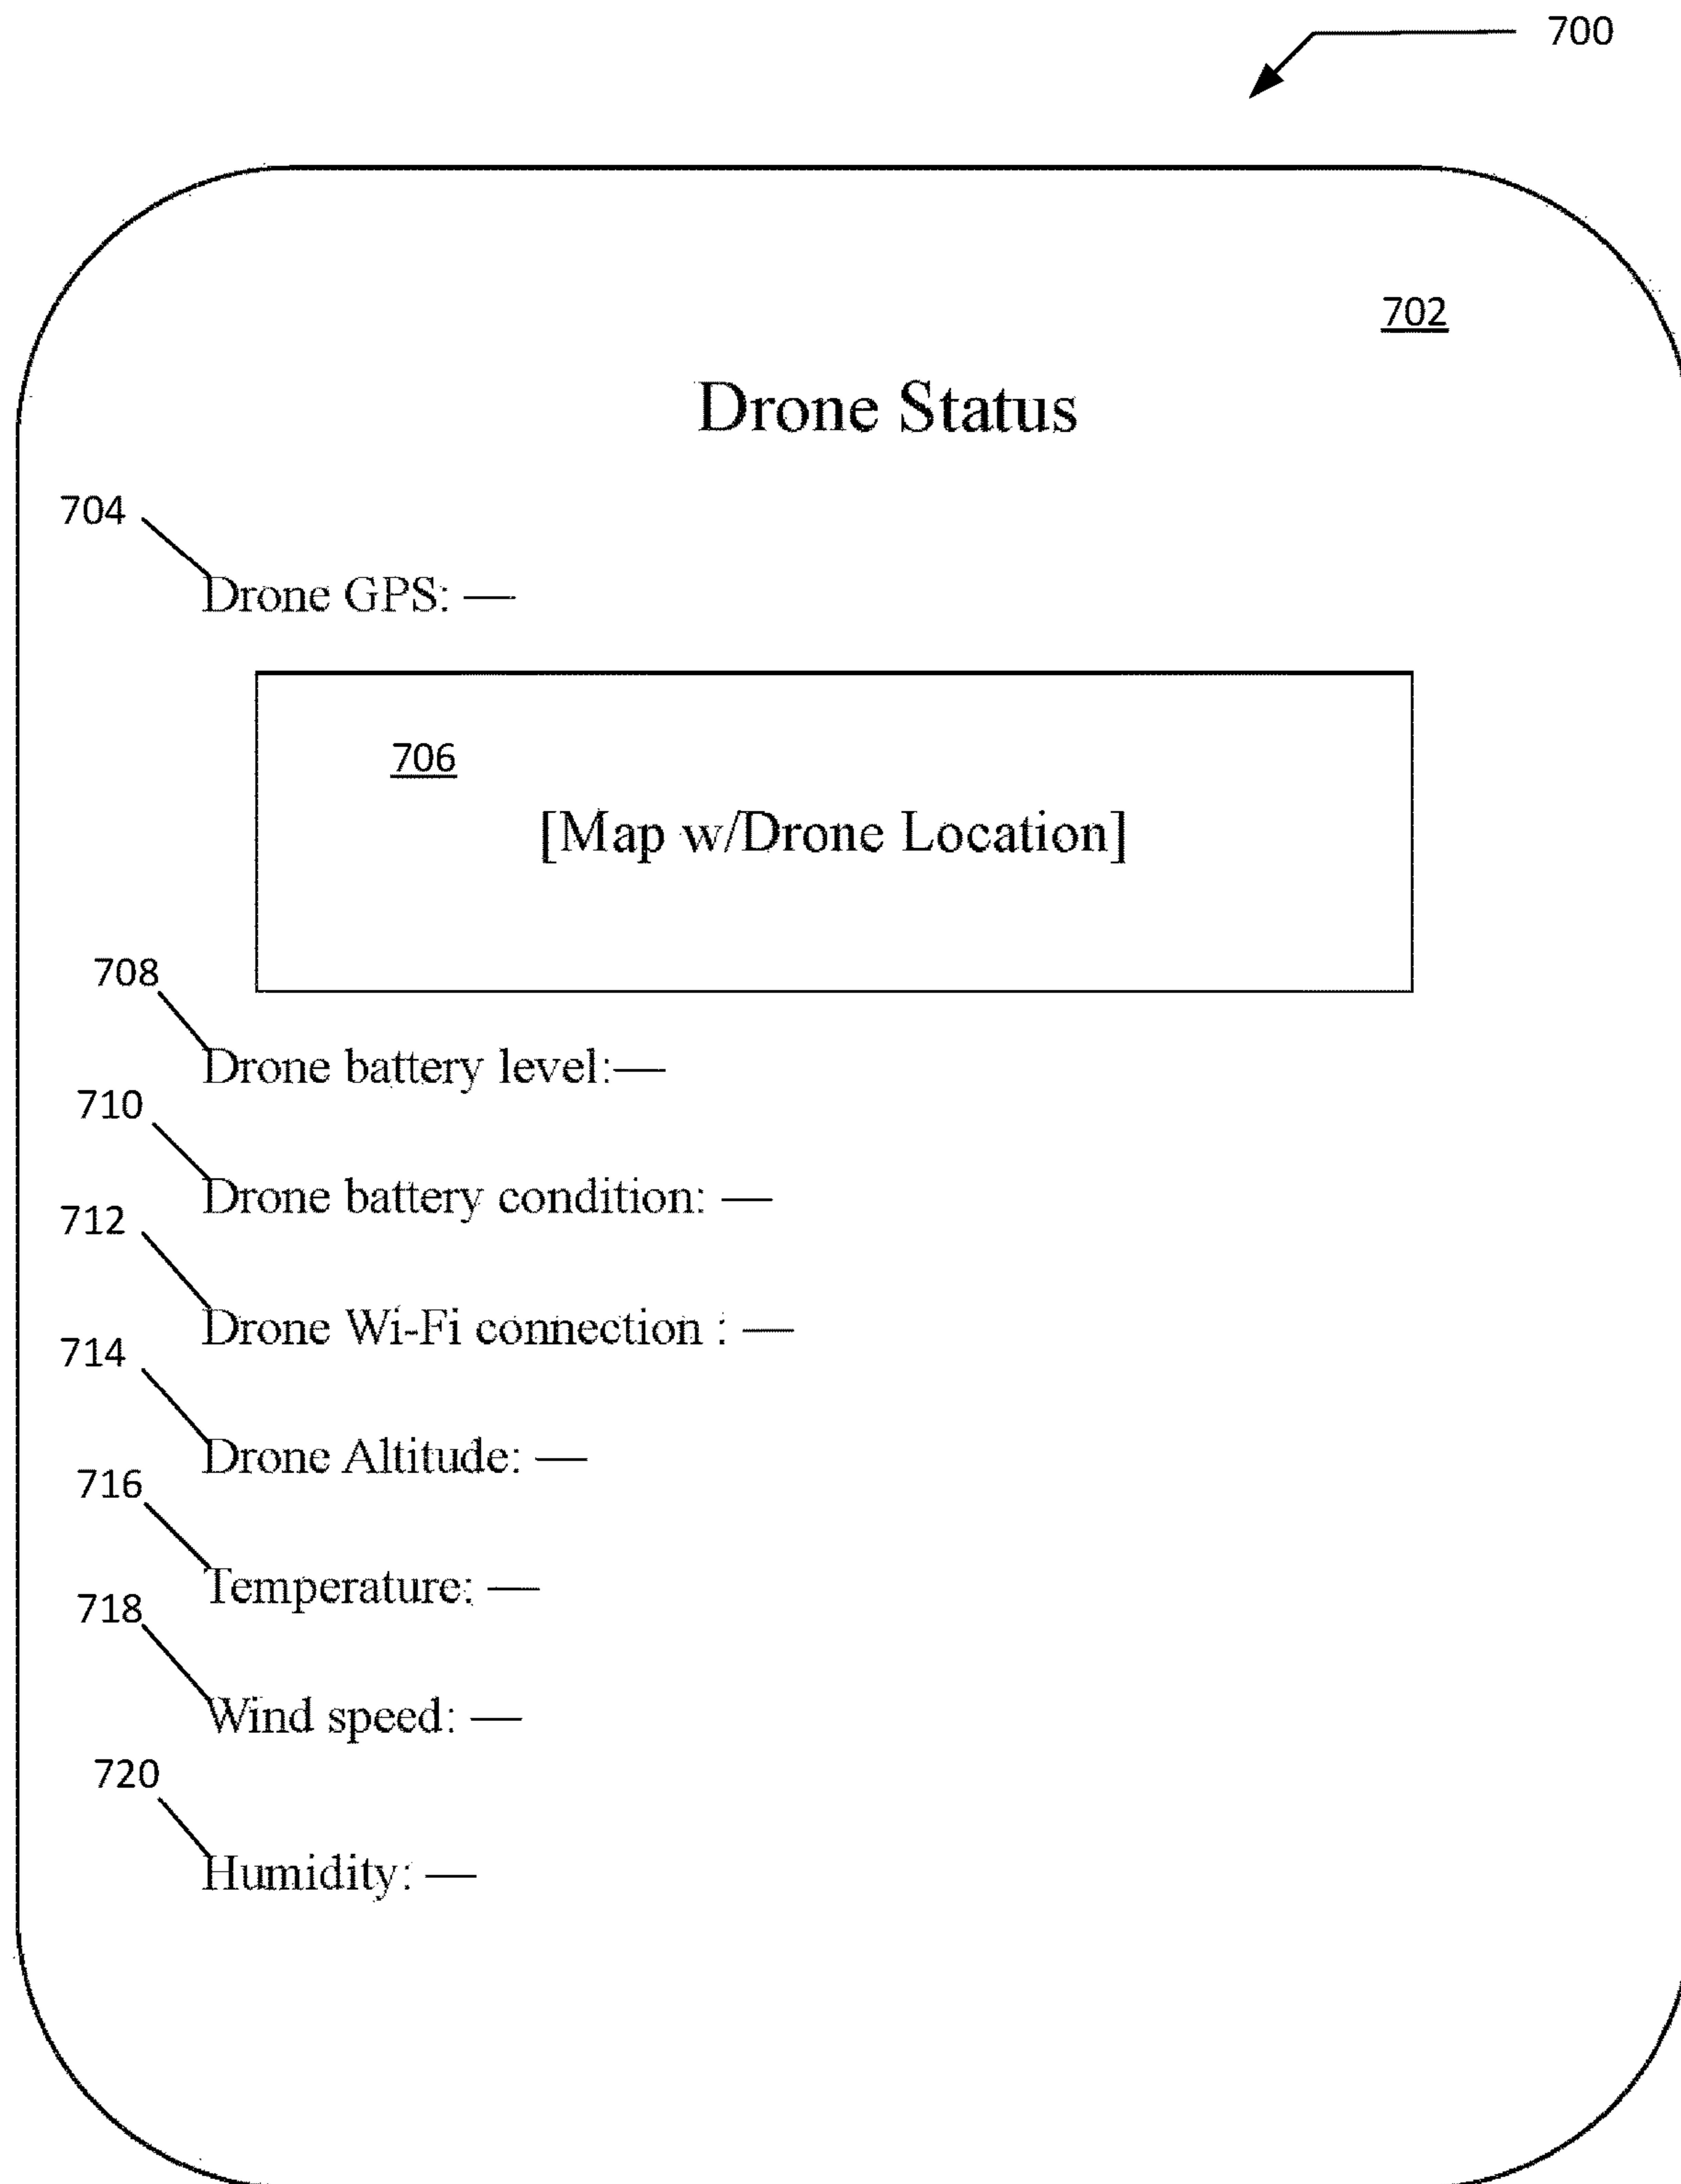 700
702
Drone Status
704
Drone GPS: —
706
[Map w/Drone Location]
708
Drone battery level:—
710
Drone battery condition: —
712
Drone Wi-Fi connection : —
714
Drone Altitude: —
716
Temperature: —
718
Wind speed: —
720
Humidity: —